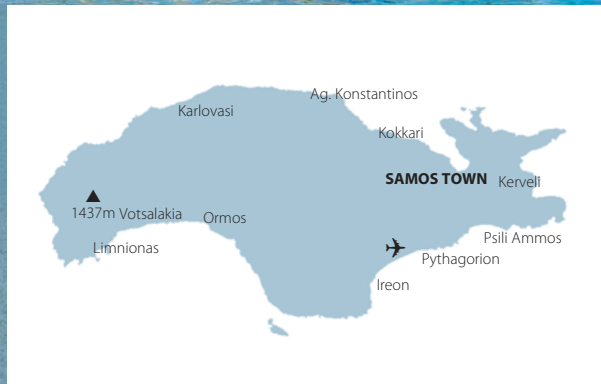 Ag. Konstantinos
Karlovasi
Kokkari
SAMOS TOWN
Kerveli
1437m
Votsalakia
Ormos
Limnionas
Psili Ammos
Pythagorion
Ireon